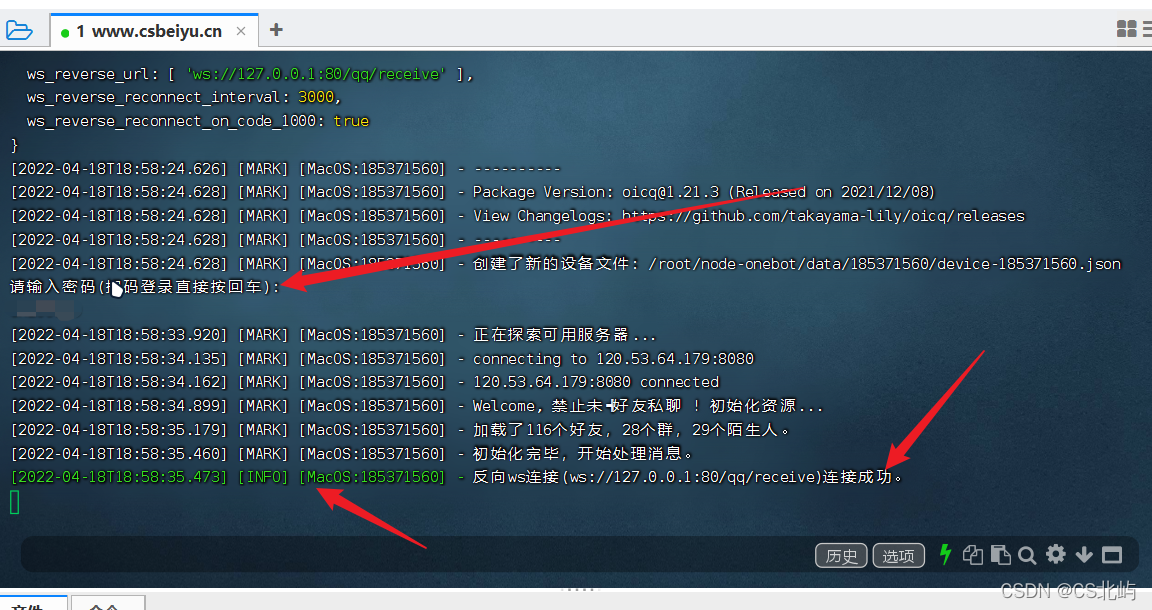 1 www.csbeiyu.cn × +
ws_reverse_url: [ 'ws://127.0.0.1:80/qq/receive' ],
ws_reverse_reconnect_interval: 3000,
ws_reverse_reconnect_on_code_1000: true
}
[2022-04-18T18:58:24.626] [MARK] [MacOS:185371560] - ----------
[2022-04-18T18:58:24.628] [MARK] [MacOS:185371560] - Package Version: oicq@1.21.3 (Released on 2021/12/08)
[2022-04-18T18:58:24.628] [MARK] [MacOS:185371560] - View Changelogs: https://github.com/takayama-lily/oicq/releases
[2022-04-18T18:58:24.628] [MARK] [MacOS:185371560] - ----------
[2022-04-18T18:58:24.628] [MARK] [MacOS:185371560] - 创建了新的设备文件: /root/node-onebot/data/185371560/device-185371560.json
请输入密码(扫码登录直接按回车):
[2022-04-18T18:58:33.920] [MARK] [MacOS:185371560] - 正在探索可用服务器...
[2022-04-18T18:58:34.135] [MARK] [MacOS:185371560] - connecting to 120.53.64.179:8080
[2022-04-18T18:58:34.162] [MARK] [MacOS:185371560] - 120.53.64.179:8080 connected
[2022-04-18T18:58:34.899] [MARK] [MacOS:185371560] - Welcome, 禁止未+好友私聊 ! 初始化资源...
[2022-04-18T18:58:35.179] [MARK] [MacOS:185371560] - 加载了116个好友，28个群，29个陌生人。
[2022-04-18T18:58:35.460] [MARK] [MacOS:185371560] - 初始化完毕，开始处理消息。
[2022-04-18T18:58:35.473] [INFO] [MacOS:185371560] - 反向ws连接(ws://127.0.0.1:80/qq/receive)连接成功。
历史 选项
CSDN @CS北屿
文件 命令